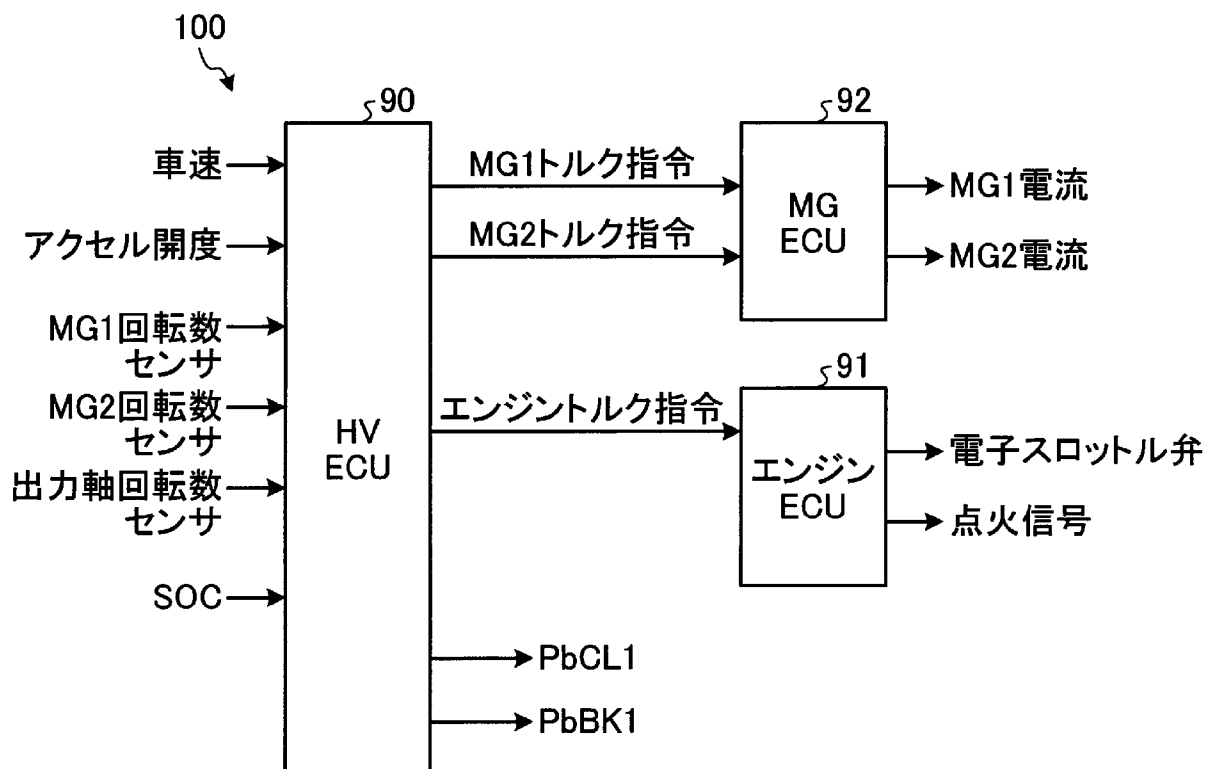 100
90
車速
アクセル開度
MG1回転数
センサ
MG2回転数
センサ
出力軸回転数
センサ
SOC
HV
ECU
MG1トルク指令
MG2トルク指令
エンジントルク指令
PbCL1
PbBK1
92
MG
ECU
MG1電流
MG2電流
91
エンジン
ECU
電子スロットル弁
点火信号